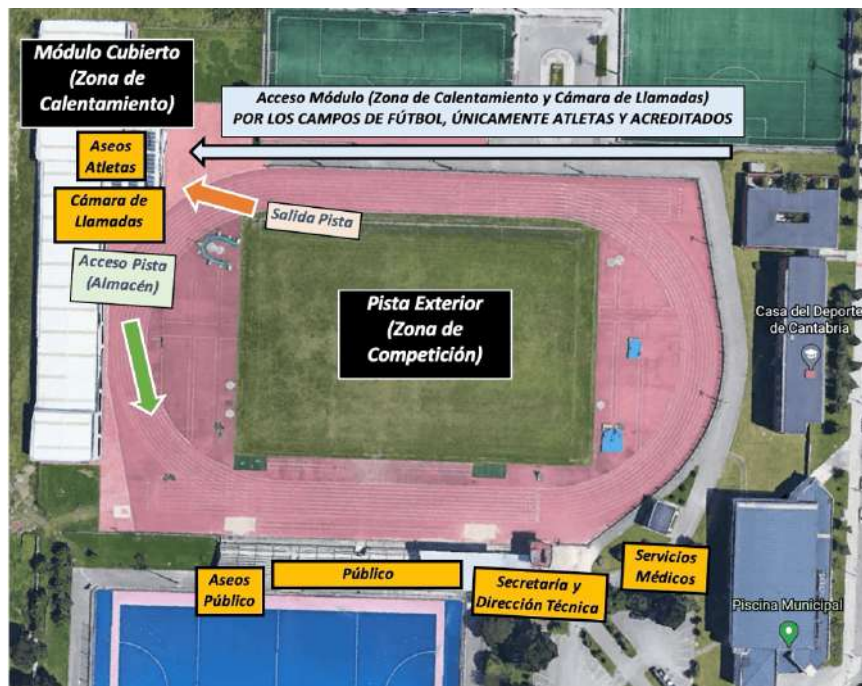 Módulo Cubierto
(Zona de
Calentamiento)
Acceso Módulo (Zona de Calentamiento y Cámara de Llamadas)
POR LOS CAMPOS DE FÚTBOL, ÚNICAMENTE ATLETAS Y ACREDITADOS
Aseos
Atletas
Cámara de
Llamadas
Salida Pista
Acceso Pista
(Almacén)
Pista Exterior
(Zona de
Competición)
Casa del Deporte
de Cantabria
Aseos
Público
Público
Secretaría y
Dirección Técnica
Servicios
Médicos
Piscina Municipal